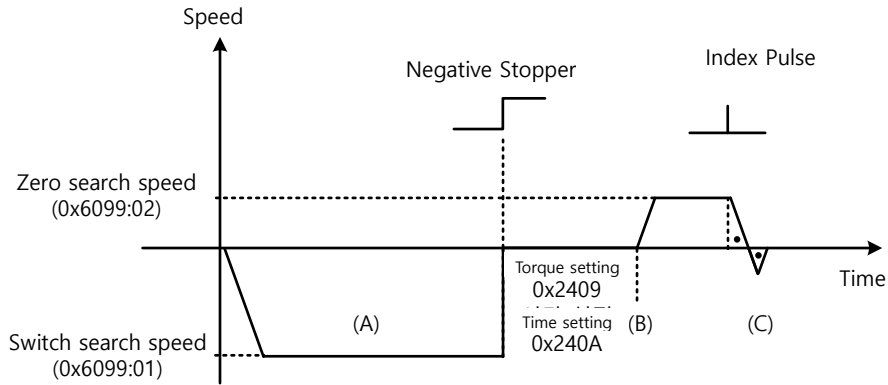 Speed
Negative Stopper
Index Pulse
Zero search speed
(0x6099:02)
Time
Torque setting
0x2409
Time setting
0x240A
(A)
(B)
(C)
Switch search speed
(0x6099:01)